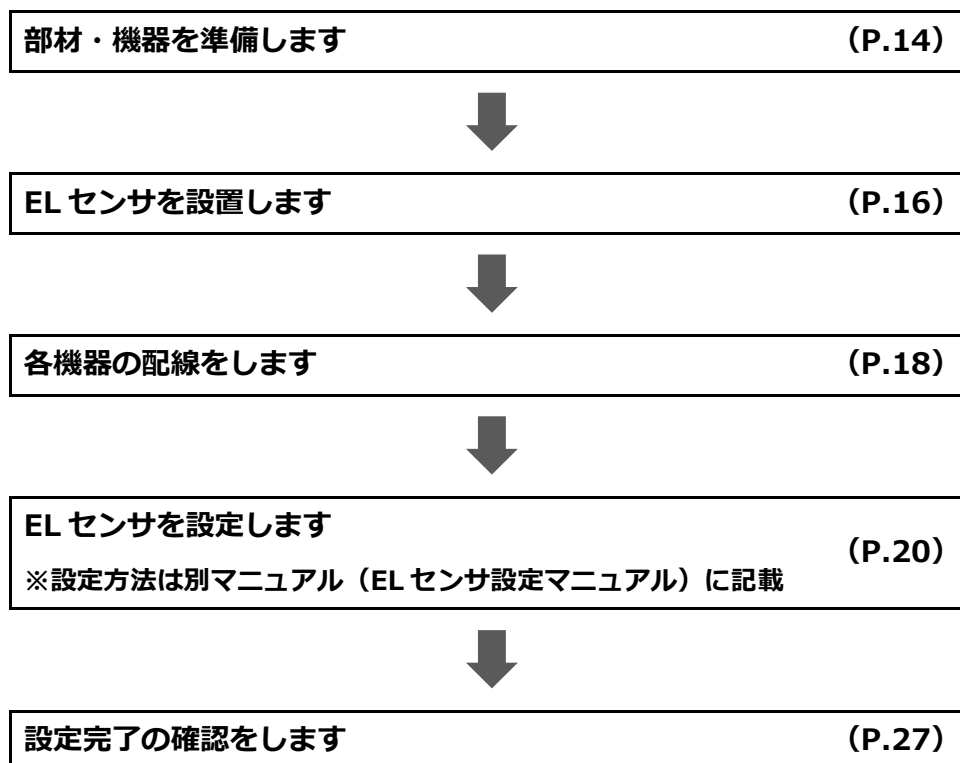 部材・機器を準備します （P.14）
EL センサを設置します （P.16）
各機器の配線をします （P.18）
EL センサを設定します
（P.20）
※設定方法は別マニュアル（EL センサ設定マニュアル）に記載
設定完了の確認をします （P.27）